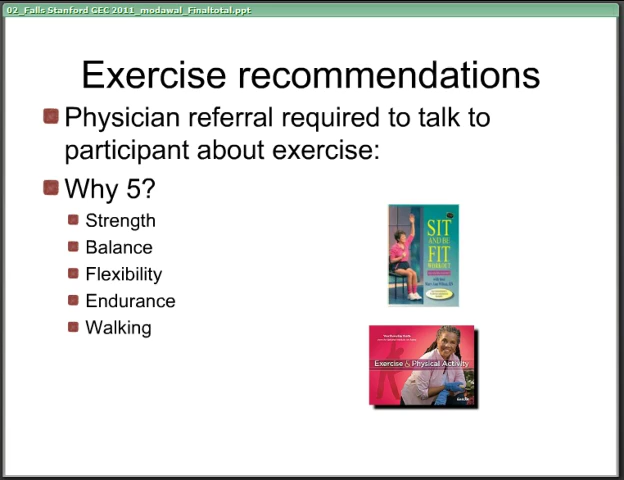 02_Falls Stanford GEC 2011_modawal_Finaltotal.ppt
Exercise recommendations
Physician referral required to talk to
participant about exercise:
Why 5?
Strength
Balance
Flexibility
Endurance
Walking
SIT
AND BE
FIT
WORKOUT
Exercise & Physical Activity